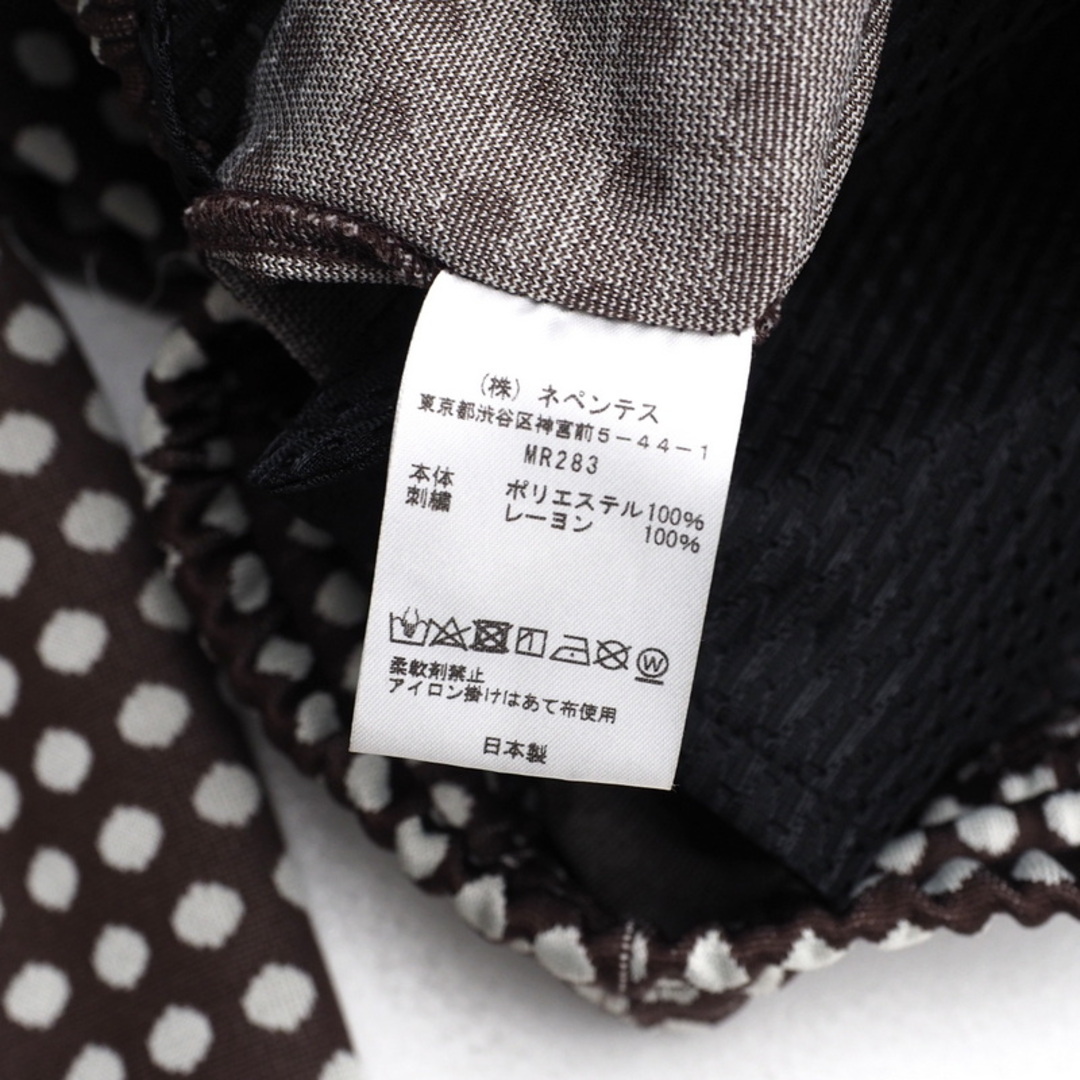 (株) ネペンテス
東京都渋谷区神宮前5-44-1
MR283
本体 ポリエステル100%
刺繍 レーヨン 100%
W
柔軟剤禁止
アイロン掛けはあて布使用
日本製